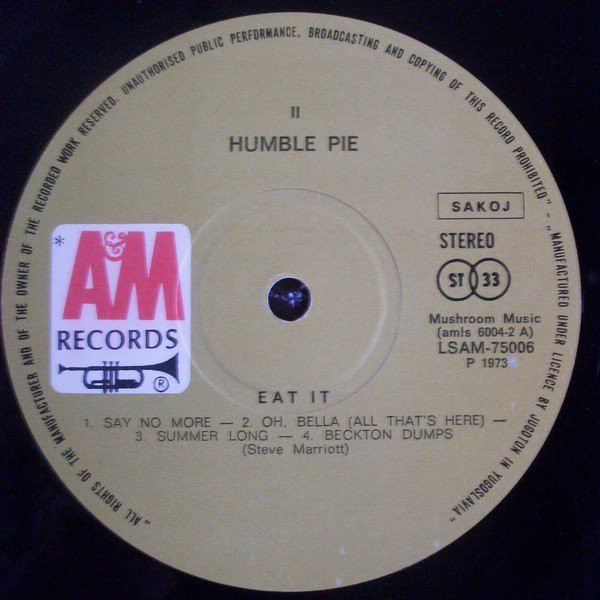 "ALL RIGHTS OF THE MANUFACTURER AND OF THE OWNER OF THE RECORDED WORK RESERVED. UNAUTHORISED PUBLIC PERFORMANCE, BROADCASTING AND COPYING OF THIS RECORD PROHIBITED" - „MANUFACTURED UNDER LICENCE BY JUGOTON IN YUGOSLAVIA"
II
HUMBLE PIE
* A&M
RECORDS
®
SAKOJ
STEREO
ST 33
Mushroom Music
(amls 6004-2 A)
LSAM-75006
P 1973
EAT IT
1. SAY NO MORE — 2. OH, BELLA (ALL THAT'S HERE) —
3. SUMMER LONG — 4. BECKTON DUMPS
(Steve Marriott)